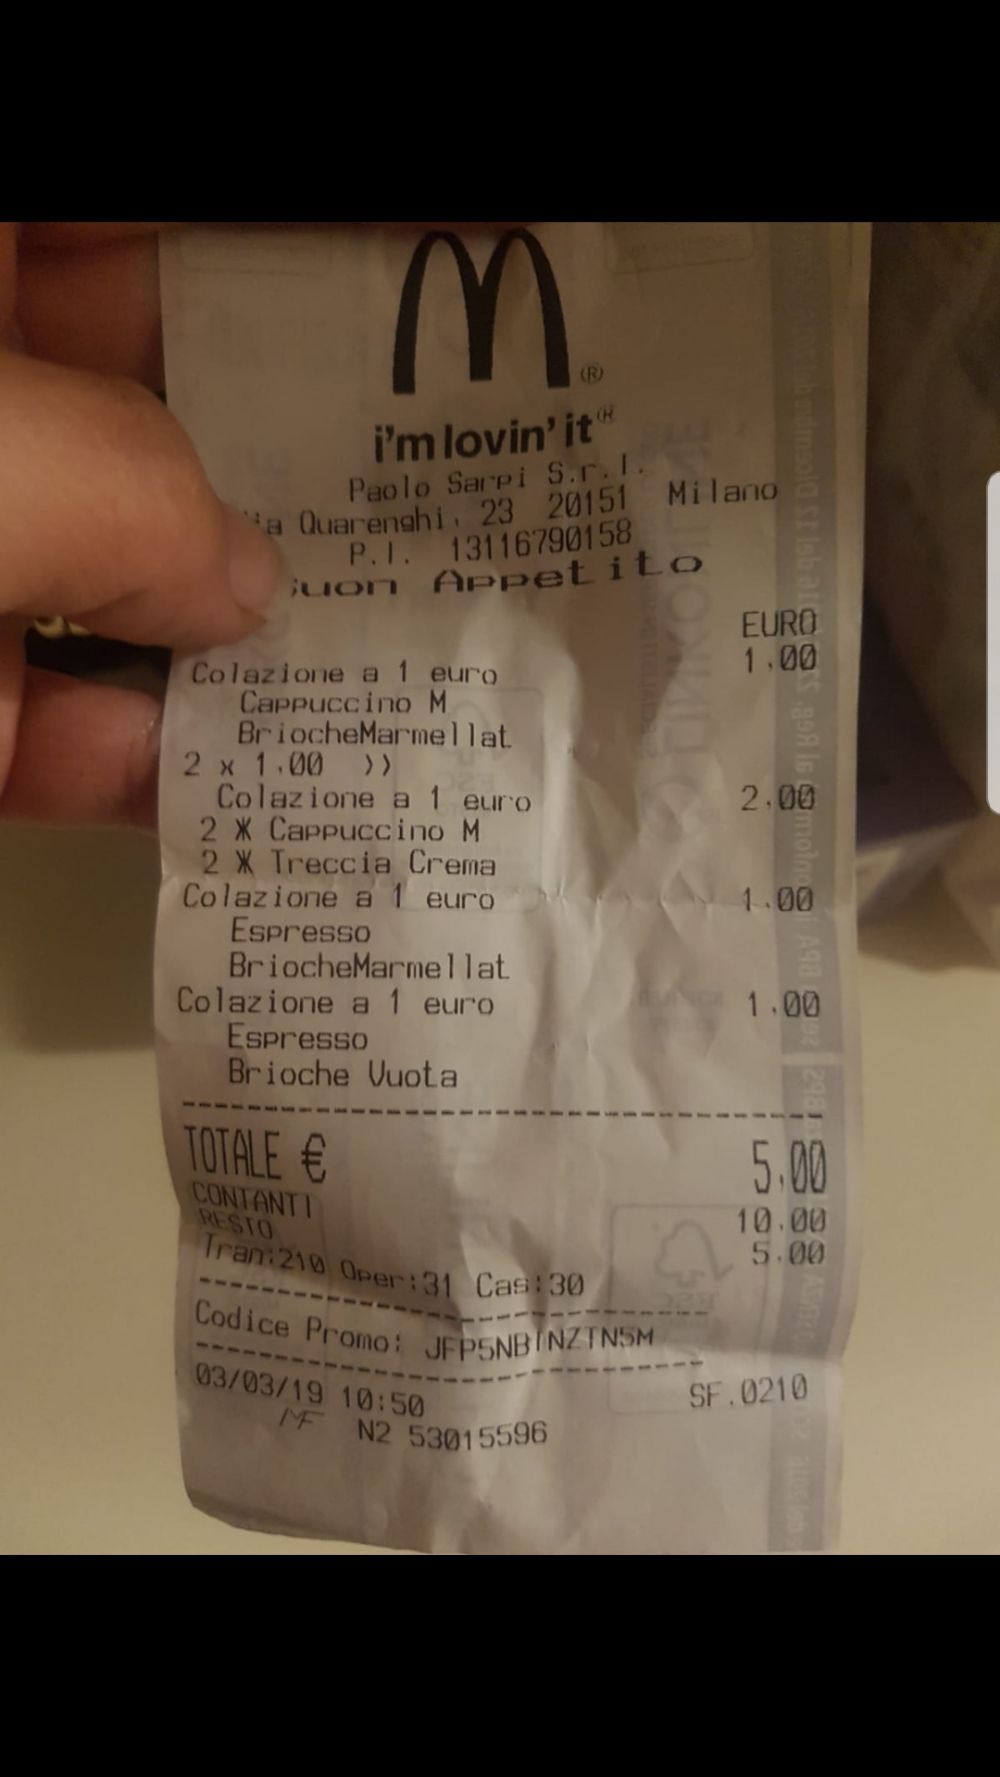 M®
i'm lovin' it®
Paolo Sarpi S.r.l.
Quarenghi, 23 20151 Milano
P.I. 13116790158
Appetito
EURO
Colazione a 1 euro 1.00
Cappuccino M
BriocheMarmellat
2 x 1.00 ⟩⟩
Colazione a 1 euro 2.00
2 * Cappuccino M
2 * Treccia Crema
Colazione a 1 euro 1.00
Espresso
BriocheMarmellat
Colazione a 1 euro 1.00
Espresso
Brioche Vuota
TOTALE € 5.00
CONTANTI 10.00
RESTO 5.00
Tran:210 Oper:31 Cas:30
Codice Promo: JFP5NBINZTN5M
03/03/19 10:50 SF.0210
MF N2 53015596